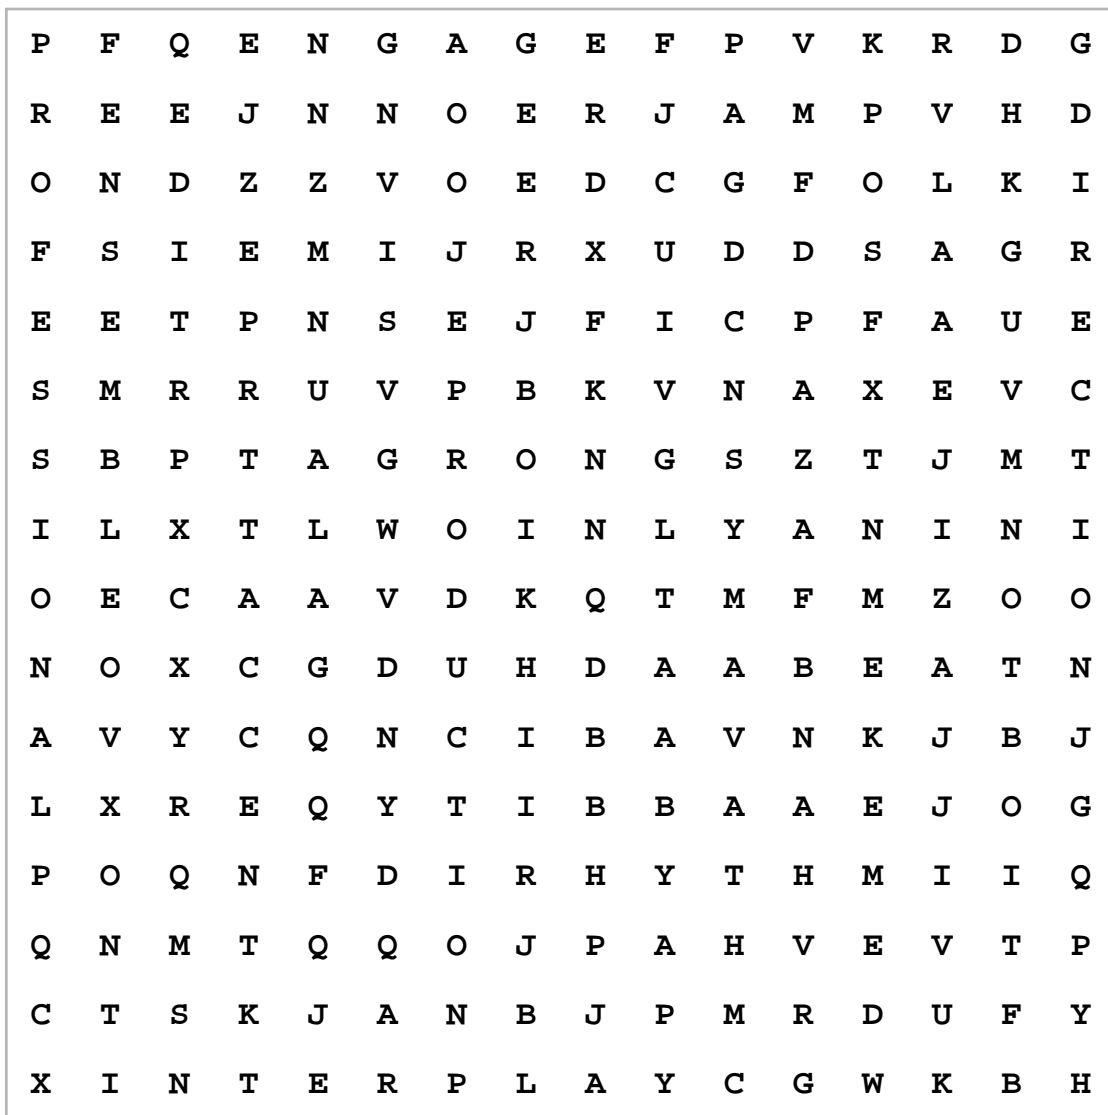 P F Q E N G A G E F P V K R D G
R E E J N N O E R J A M P V H D
O N D Z Z V O E D C G F O L K I
F S I E M I J R X U D D S A G R
E E T P N S E J F I C P F A U E
S M R R U V P B K V N A X E V C
S B P T A G R O N G S Z T J M T
I L X T L W O I N L Y A N I N I
O E C A A V D K Q T M F M Z O O
N O X C G D U H D A A B E A T N
A V Y C Q N C I B A V N K J B J
L X R E Q Y T I B B A A E J O G
P O Q N F D I R H Y T H M I I Q
Q N M T Q Q O J P A H V E V T P
C T S K J A N B J P M R D U F Y
X I N T E R P L A Y C G W K B H